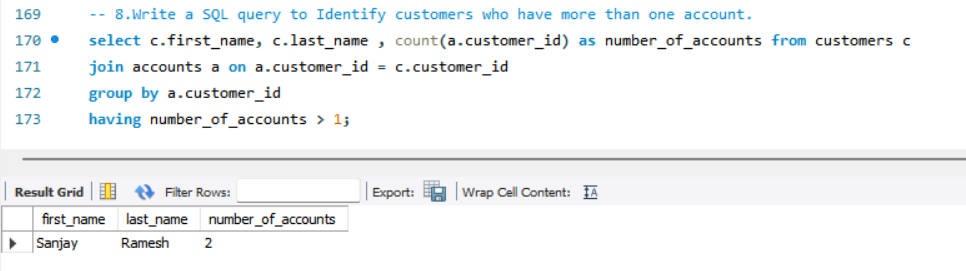 169 -- 8.Write a SQL query to Identify customers who have more than one account.
170 select c.first_name, c.last_name , count(a.customer_id) as number_of_accounts from customers c
171 join accounts a on a.customer_id = c.customer_id
172 group by a.customer_id
173 having number_of_accounts > 1;
Result Grid Filter Rows: Export: Wrap Cell Content: IA
first_name last_name number_of_accounts
Sanjay Ramesh 2